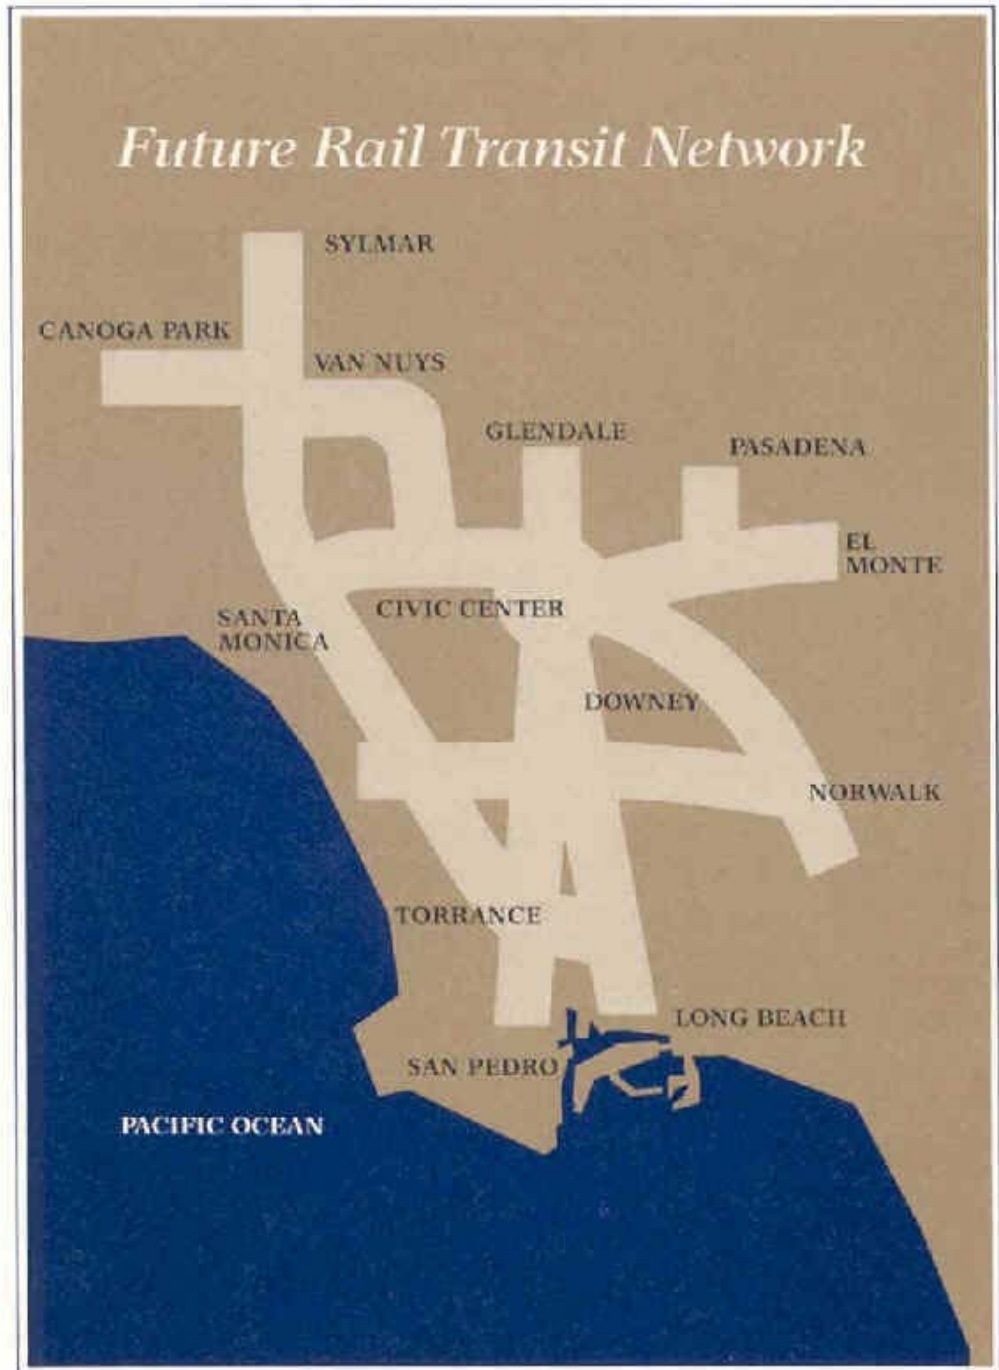 Future Rail Transit Network
SYLMAR
CANOGA PARK
VAN NUYS
GLENDALE
PASADENA
EL
MONTE
CIVIC CENTER
SANTA
MONICA
DOWNEY
NORWALK
TORRANCE
LONG BEACH
SAN PEDRO
PACIFIC OCEAN